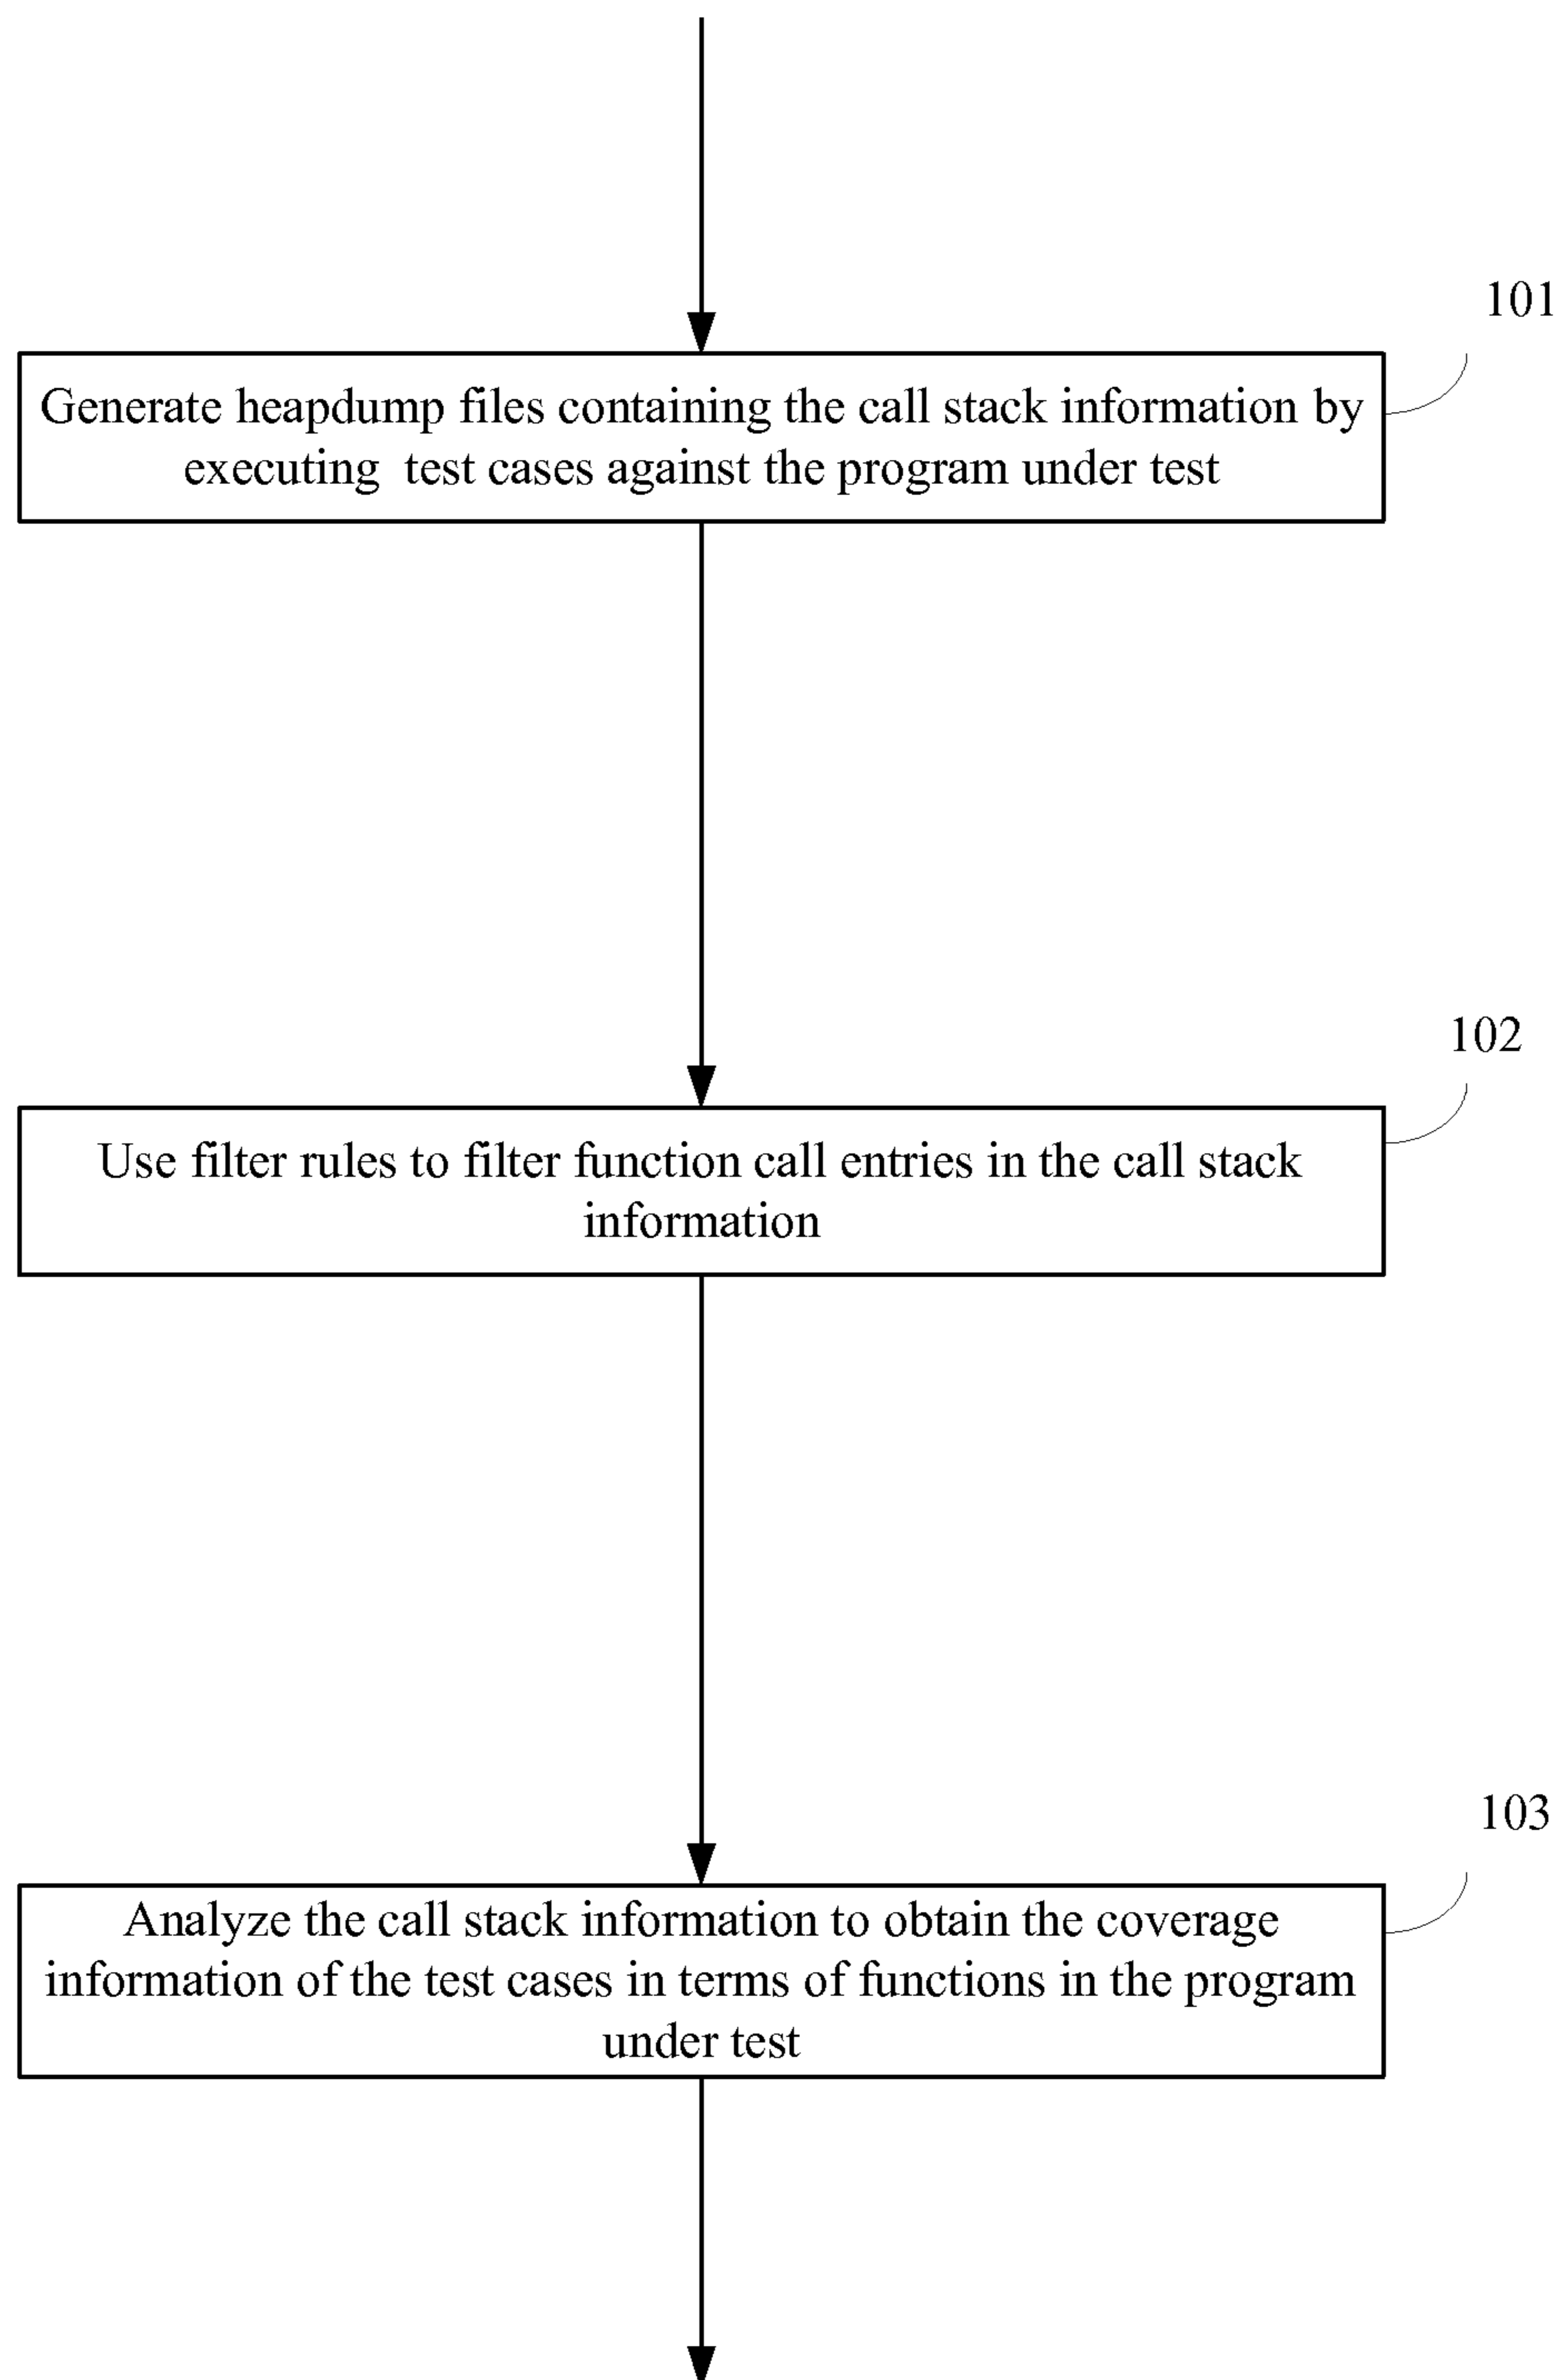 101
Generate heapdump files containing the call stack information by
executing test cases against the program under test
102
Use filter rules to filter function call entries in the call stack
information
103
Analyze the call stack information to obtain the coverage
information of the test cases in terms of functions in the program
under test